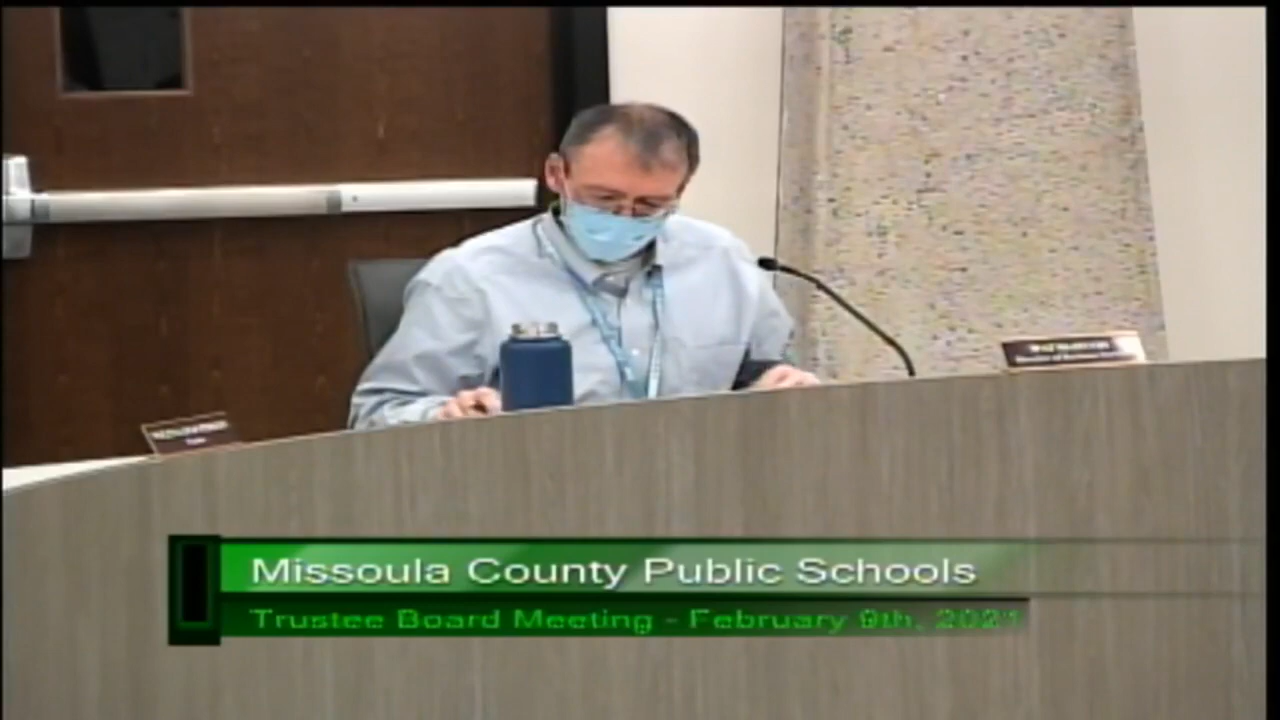 Missoula County Public Schools
Trustee Board Meeting - February 9th, 2021